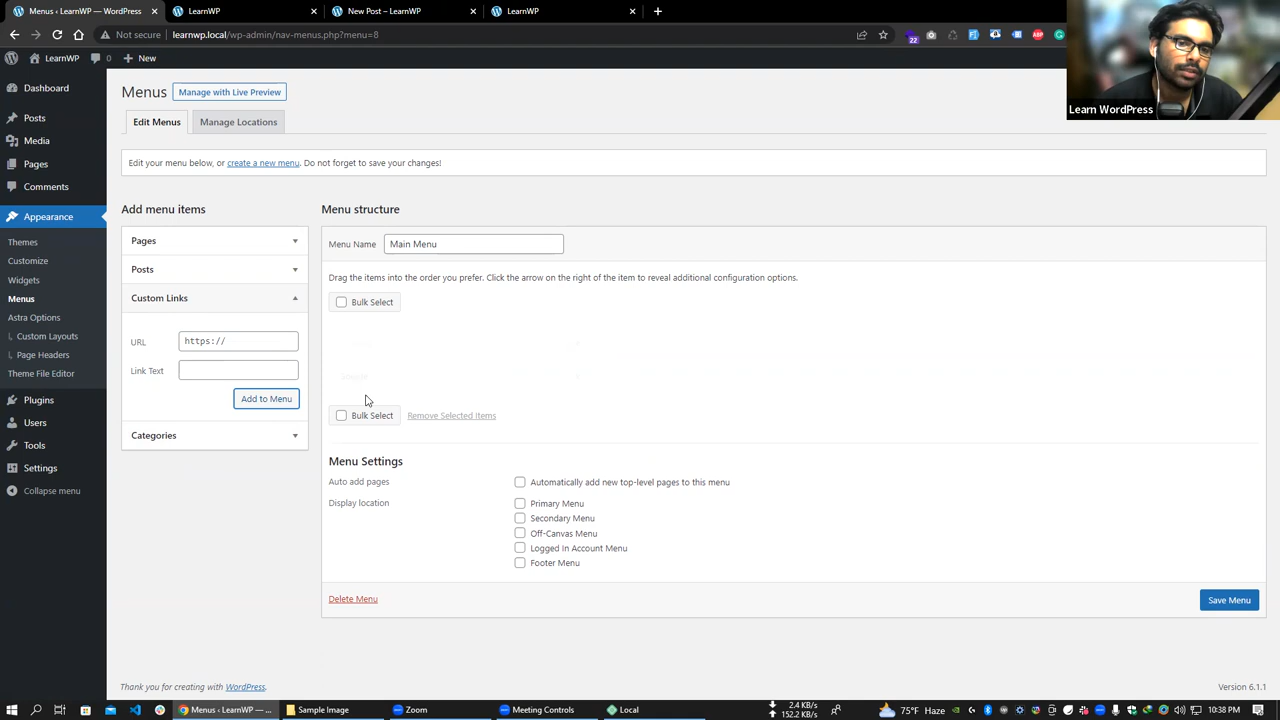 Menus ‹ LearnWP — WordPress
LearnWP
New Post – LearnWP
LearnWP
Not secure
learnwp.local/wp-admin/nav-menus.php?menu=8
22
ABP
LearnWP
0
New
Learn WordPress
Dashboard
Posts
Media
Pages
Comments
Appearance
Themes
Customize
Widgets
Menus
Astra Options
Custom Layouts
Page Headers
Theme File Editor
Plugins
Users
Tools
Settings
Collapse menu
Menus
Manage with Live Preview
Edit Menus
Manage Locations
Edit your menu below, or create a new menu. Do not forget to save your changes!
Add menu items
Pages
Posts
Custom Links
URL
https://
Link Text
Add to Menu
Categories
Menu structure
Menu Name
Main Menu
Drag the items into the order you prefer. Click the arrow on the right of the item to reveal additional configuration options.
Bulk Select
Bulk Select
Remove Selected Items
Menu Settings
Auto add pages
Automatically add new top-level pages to this menu
Display location
Primary Menu
Secondary Menu
Off-Canvas Menu
Logged In Account Menu
Footer Menu
Delete Menu
Save Menu
Thank you for creating with WordPress.
Version 6.1.1
Menus ‹ LearnWP — ...
Sample Image
Zoom
Meeting Controls
Local
2.4 KB/s
152.2 KB/s
75°F Haze
10:38 PM